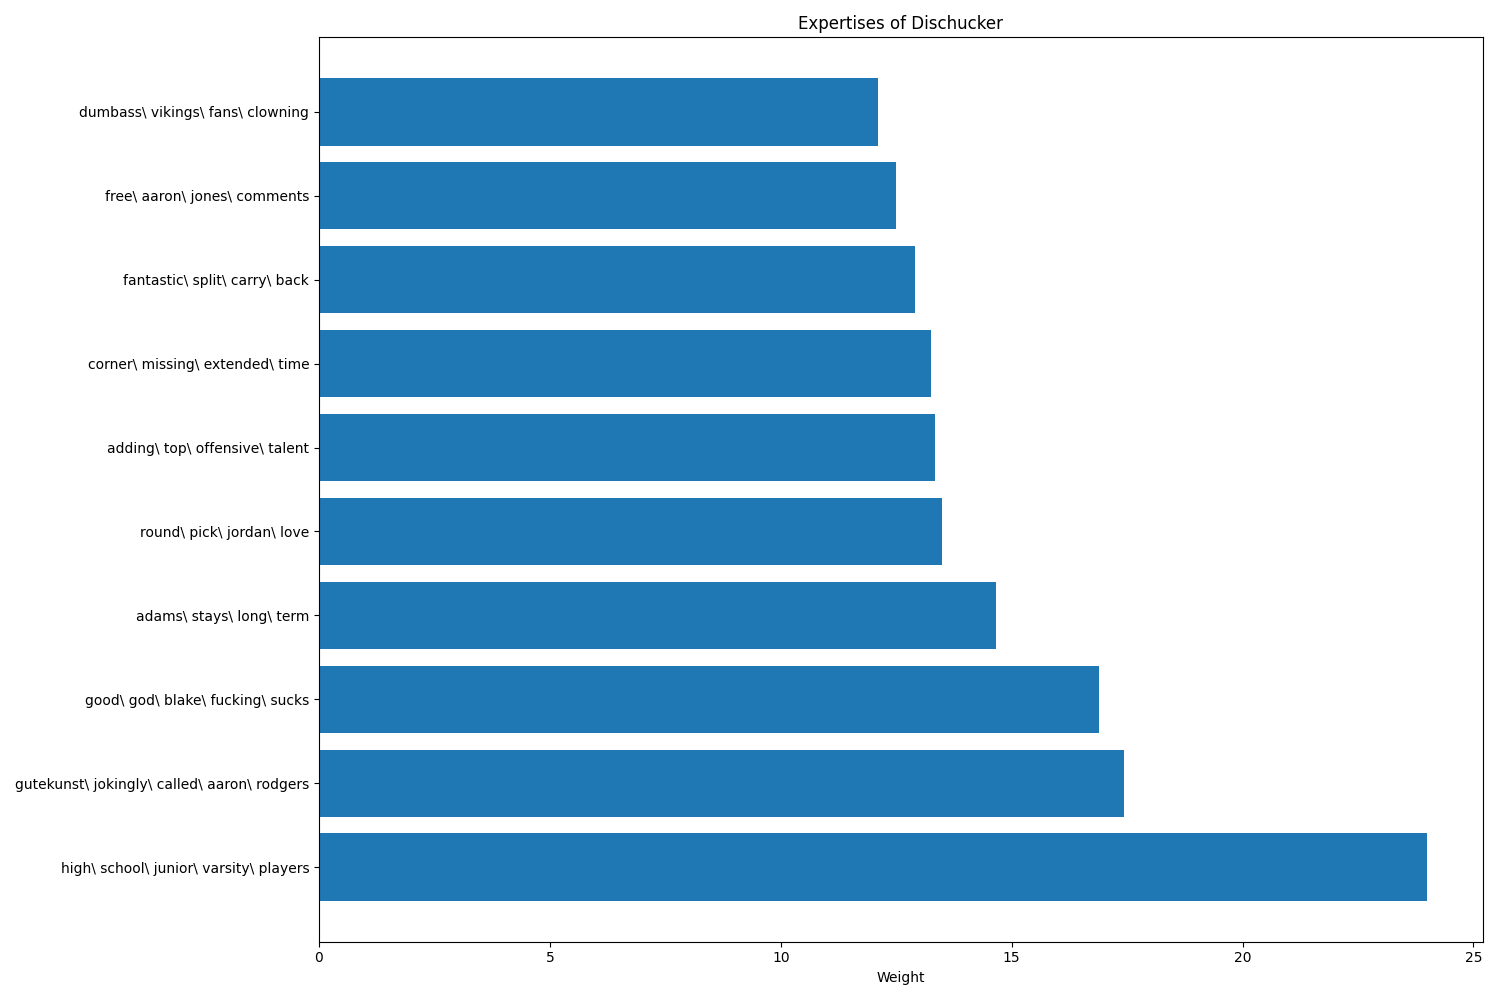 Expertises of Dischucker
dumbass\ vikings\ fans\ clowning
free\ aaron\ jones\ comments
fantastic\ split\ carry\ back
corner\ missing\ extended\ time
adding\ top\ offensive\ talent
round\ pick\ jordan\ love
adams\ stays\ long\ term
good\ god\ blake\ fucking\ sucks
gutekunst\ jokingly\ called\ aaron\ rodgers
high\ school\ junior\ varsity\ players
0 5 10 15 20 25
Weight